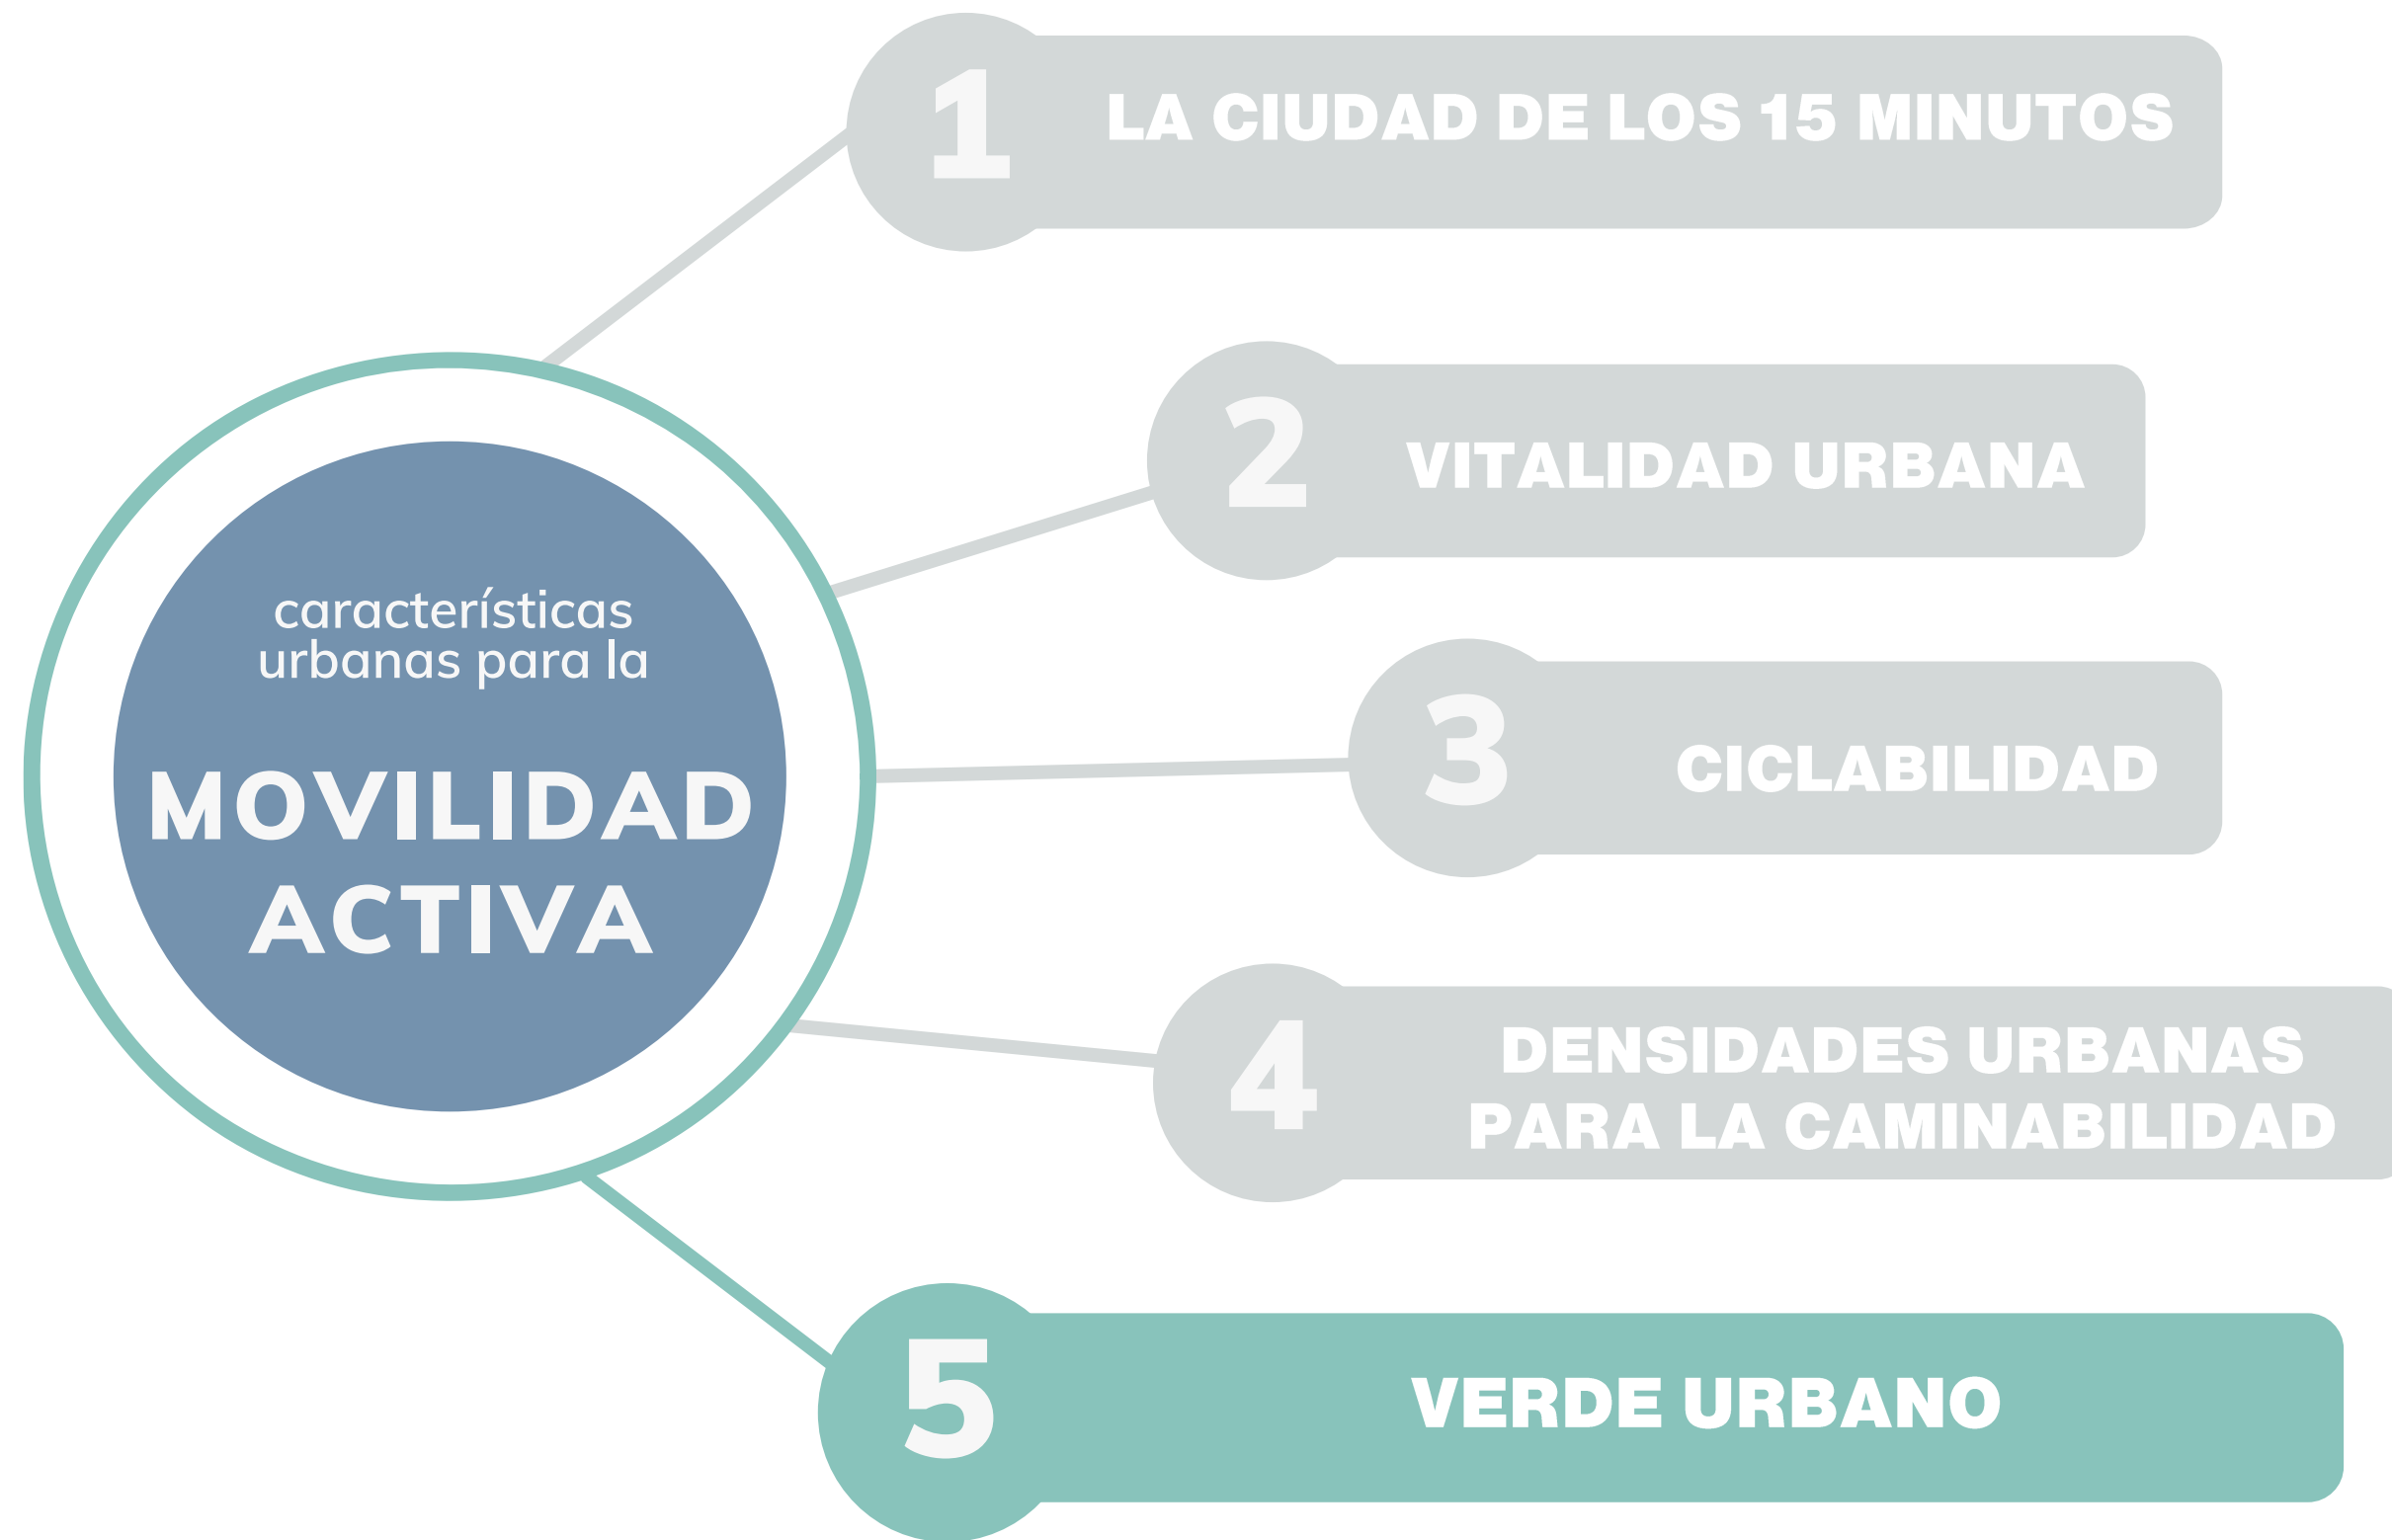 características
urbanas para la
MOVILIDAD
ACTIVA
1
LA CIUDAD DE LOS 15 MINUTOS
2
VITALIDAD URBANA
3
CICLABILIDAD
4
DENSIDADES URBANAS
PARA LA CAMINABILIDAD
5
VERDE URBANO